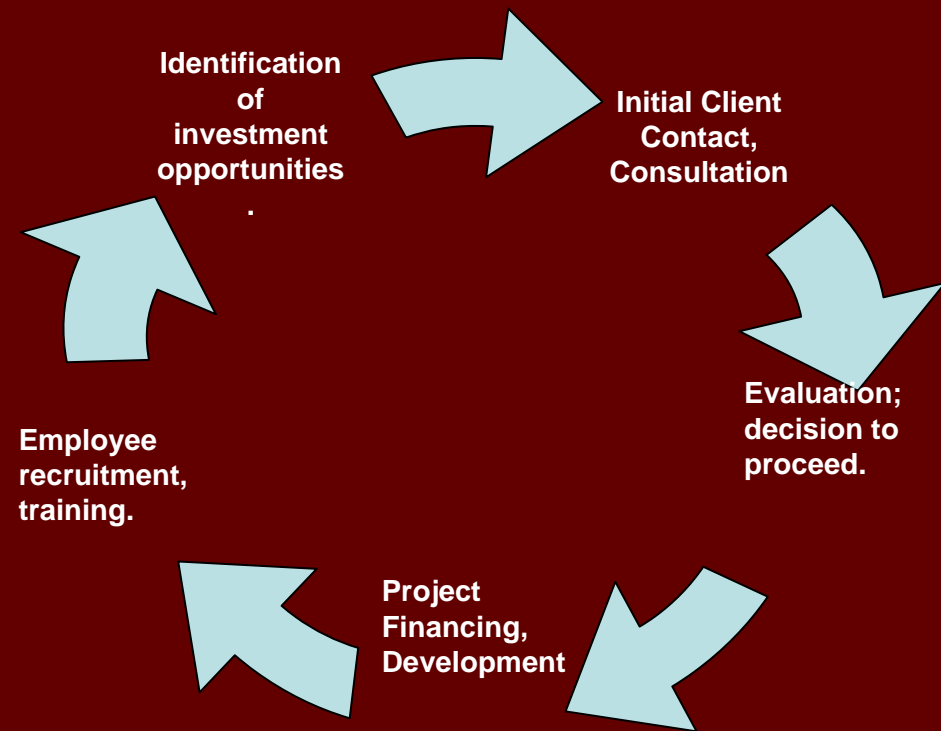 Identification
of
investment
opportunities
.
Initial Client
Contact,
Consultation
Evaluation;
decision to
proceed.
Project
Financing,
Development
Employee
recruitment,
training.